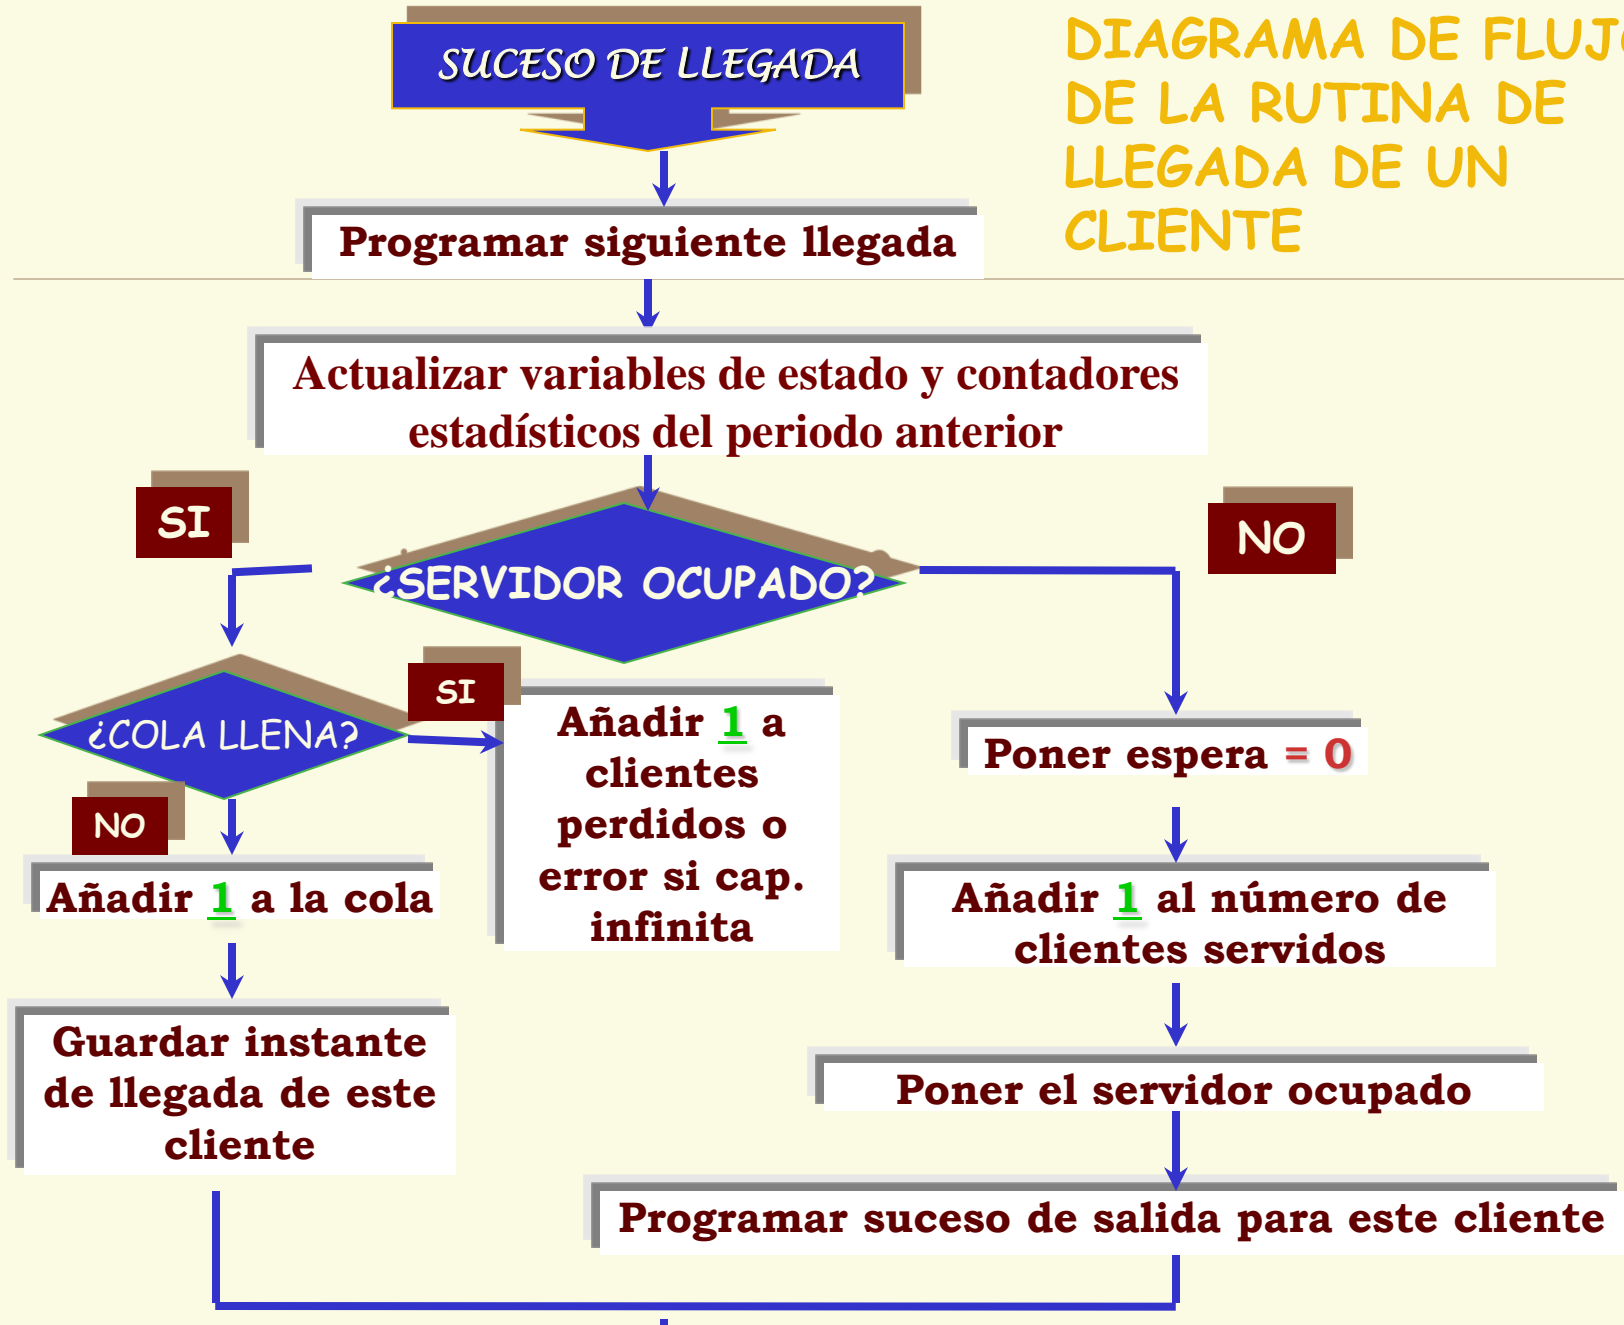 SUCESO DE LLEGADA
DIAGRAMA DE FLUJO
DE LA RUTINA DE
LLEGADA DE UN
CLIENTE
Programar siguiente llegada
Actualizar variables de estado y contadores
estadísticos del periodo anterior
SI
NO
¿SERVIDOR OCUPADO?
SI
¿COLA LLENA?
NO
Añadir 1 a
clientes
perdidos o
error si cap.
infinita
Poner espera = 0
Añadir 1 a la cola
Añadir 1 al número de
clientes servidos
Guardar instante
de llegada de este
cliente
Poner el servidor ocupado
Programar suceso de salida para este cliente